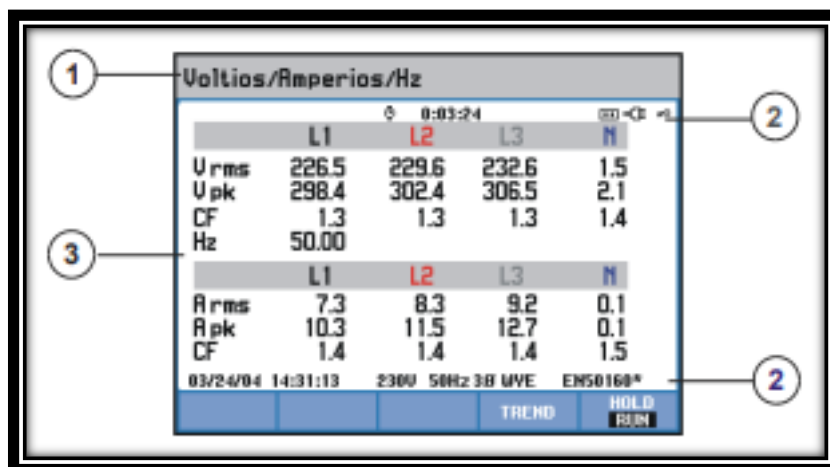 1
Voltios/Amperios/Hz
0:03:24
2
L1 L2 L3 N
V rms 226.5 229.6 232.6 1.5
V pk 298.4 302.4 306.5 2.1
CF 1.3 1.3 1.3 1.4
3
Hz 50.00
L1 L2 L3 N
A rms 7.3 8.3 9.2 0.1
A pk 10.3 11.5 12.7 0.1
CF 1.4 1.4 1.4 1.5
03/24/04 14:31:13 230V 50Hz 3Ø WYE EN50160*
2
TREND HOLD
RUN